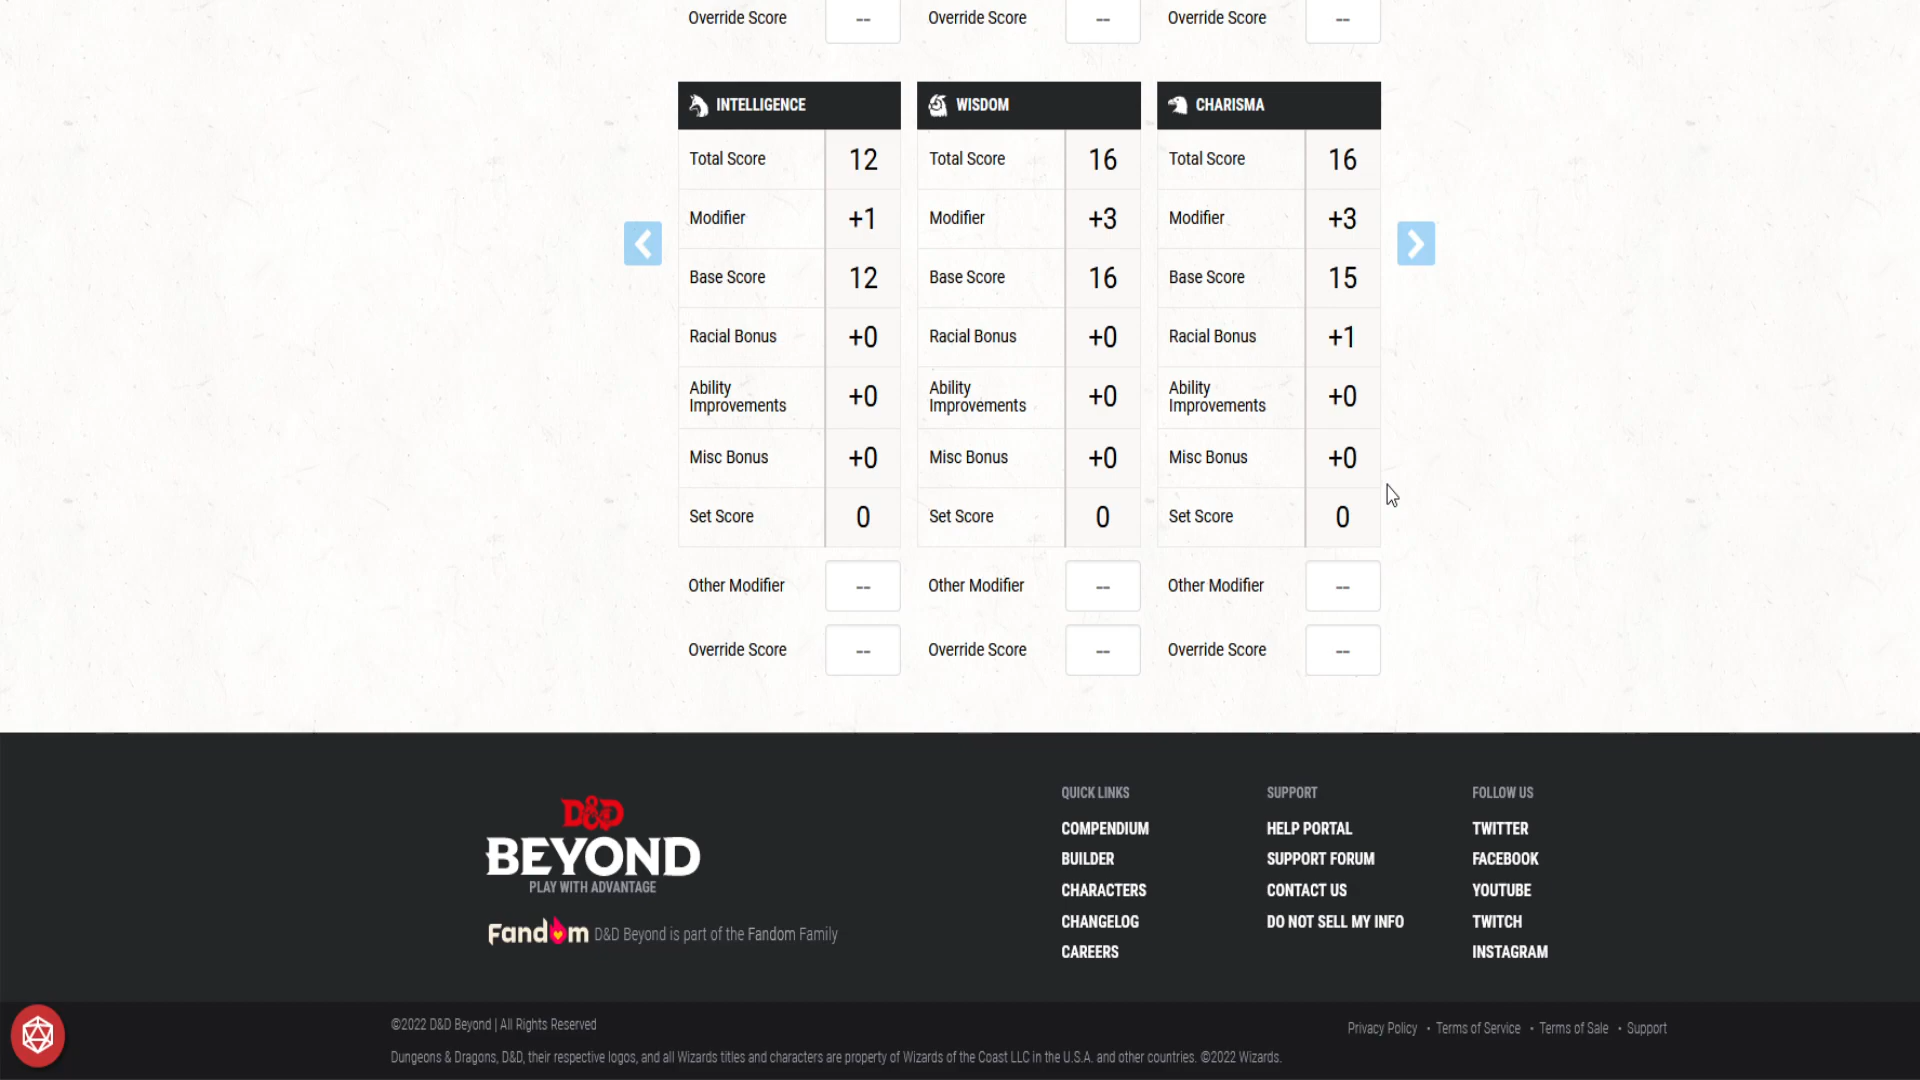 Override Score -- Override Score -- Override Score --
INTELLIGENCE WISDOM CHARISMA
Total Score 12 Total Score 16 Total Score 16
Modifier +1 Modifier +3 Modifier +3
Base Score 12 Base Score 16 Base Score 15
Racial Bonus +0 Racial Bonus +0 Racial Bonus +1
Ability Improvements +0 Ability Improvements +0 Ability Improvements +0
Misc Bonus +0 Misc Bonus +0 Misc Bonus +0
Set Score 0 Set Score 0 Set Score 0
Other Modifier -- Other Modifier -- Other Modifier --
Override Score -- Override Score -- Override Score --
D&D
BEYOND
PLAY WITH ADVANTAGE
Fandom D&D Beyond is part of the Fandom Family
QUICK LINKS
COMPENDIUM
BUILDER
CHARACTERS
CHANGELOG
CAREERS
SUPPORT
HELP PORTAL
SUPPORT FORUM
CONTACT US
DO NOT SELL MY INFO
FOLLOW US
TWITTER
FACEBOOK
YOUTUBE
TWITCH
INSTAGRAM
©2022 D&D Beyond | All Rights Reserved
Privacy Policy • Terms of Service • Terms of Sale • Support
Dungeons & Dragons, D&D, their respective logos, and all Wizards titles and characters are property of Wizards of the Coast LLC in the U.S.A. and other countries. ©2022 Wizards.